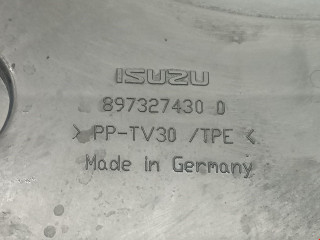 ISUZU
897327430 0
> PP-TV30 /TPE <
Made in Germany